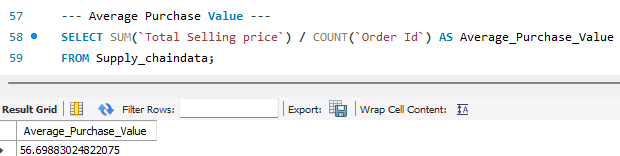 57 --- Average Purchase Value ---
58 SELECT SUM(`Total Selling price`) / COUNT(`Order Id`) AS Average_Purchase_Value
59 FROM Supply_chaindata;
Result Grid Filter Rows: Export: Wrap Cell Content:
Average_Purchase_Value
56.69883024822075